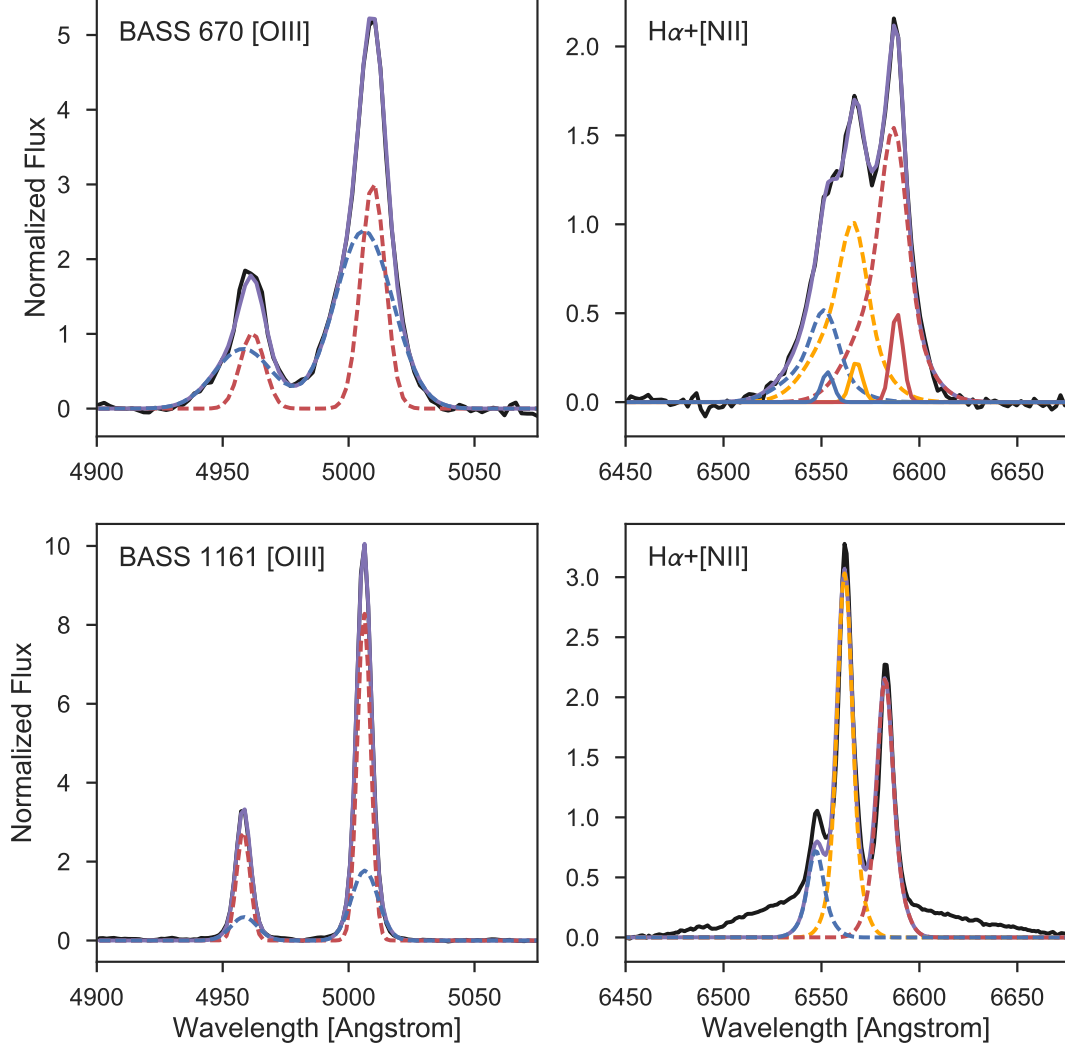 BASS 670 [OIII]
Normalized Flux
5
4
3
2
1
0
4900 4950 5000 5050
Hα+[NII]
2.0
1.5
1.0
0.5
0.0
6450 6500 6550 6600 6650
BASS 1161 [OIII]
Normalized Flux
10
8
6
4
2
0
4900 4950 5000 5050
Wavelength [Angstrom]
Hα+[NII]
3.0
2.5
2.0
1.5
1.0
0.5
0.0
6450 6500 6550 6600 6650
Wavelength [Angstrom]